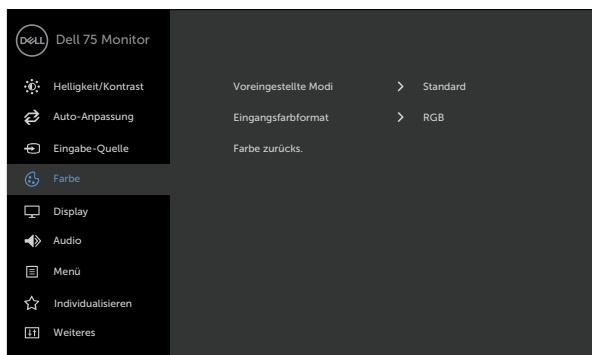 DELL Dell 75 Monitor
Helligkeit/Kontrast Voreingestellte Modi > Standard
Auto-Anpassung Eingangsfarbformat > RGB
Eingabe-Quelle Farbe zurücks.
Farbe
Display
Audio
Menü
Individualisieren
Weiteres